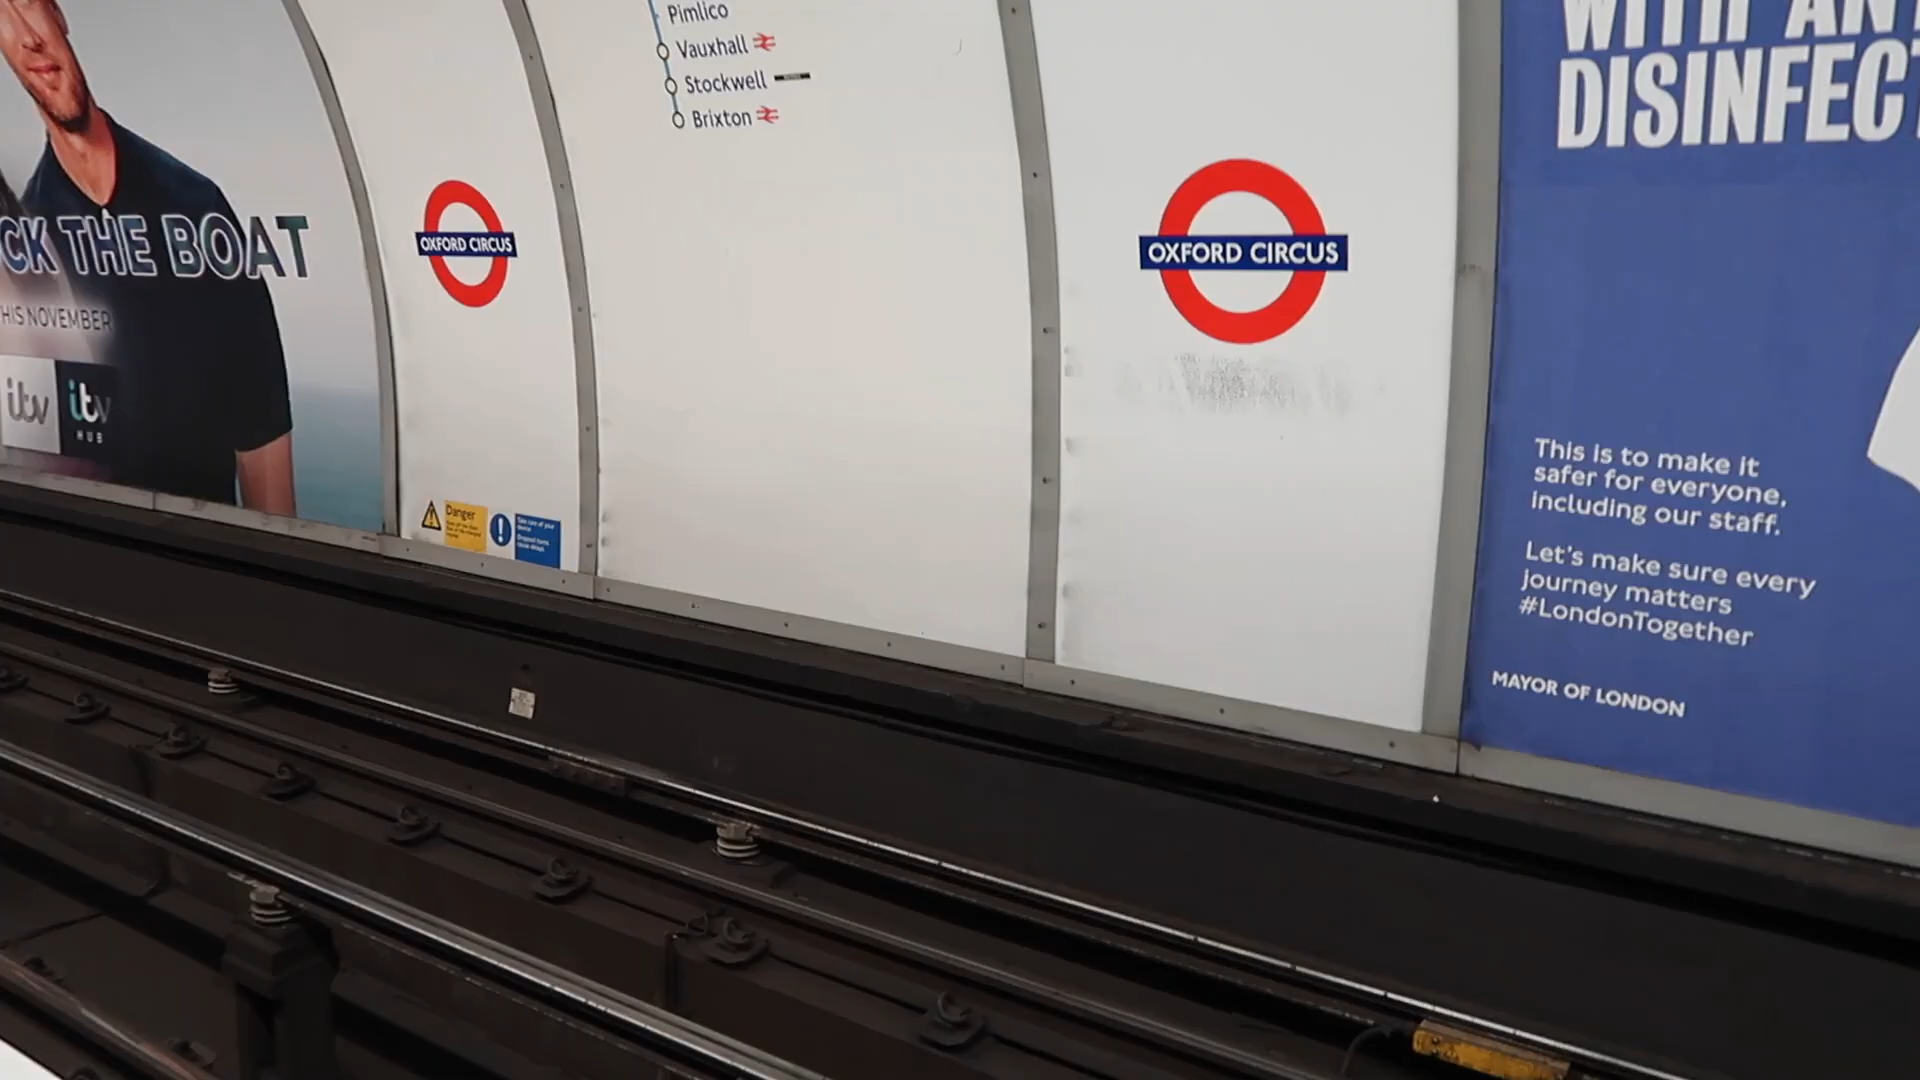 CK THE BOAT
HIS NOVEMBER
itv
itv
HUB
OXFORD CIRCUS
Danger
Pimlico
Vauxhall
Stockwell
Brixton
OXFORD CIRCUS
WITH
DISINFECT
This is to make it
safer for everyone,
including our staff.
Let's make sure every
journey matters
#LondonTogether
MAYOR OF LONDON